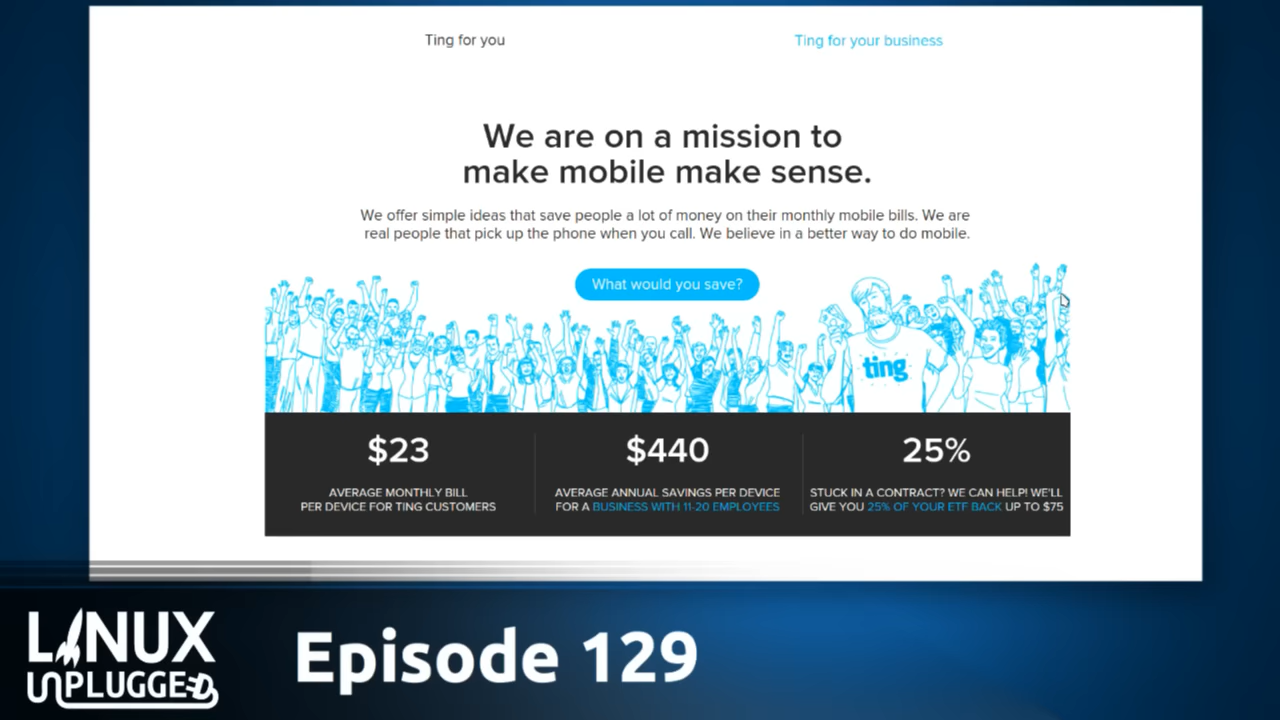 Ting for you
Ting for your business
We are on a mission to
make mobile make sense.
We offer simple ideas that save people a lot of money on their monthly mobile bills. We are
real people that pick up the phone when you call. We believe in a better way to do mobile.
What would you save?
ting
$23
AVERAGE MONTHLY BILL
PER DEVICE FOR TING CUSTOMERS
$440
AVERAGE ANNUAL SAVINGS PER DEVICE
FOR A BUSINESS WITH 11-20 EMPLOYEES
25%
STUCK IN A CONTRACT? WE CAN HELP! WE'LL
GIVE YOU 25% OF YOUR ETF BACK UP TO $75
LINUX
UNPLUGGED
Episode 129